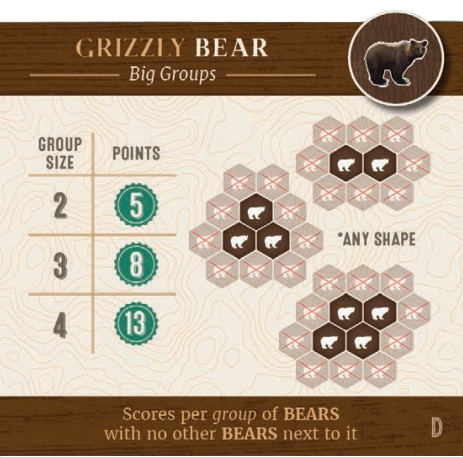 GRIZZLY BEAR
Big Groups
GROUP
SIZE
POINTS
2
5
3
8
4
13
*ANY SHAPE
Scores per group of BEARS
with no other BEARS next to it
D